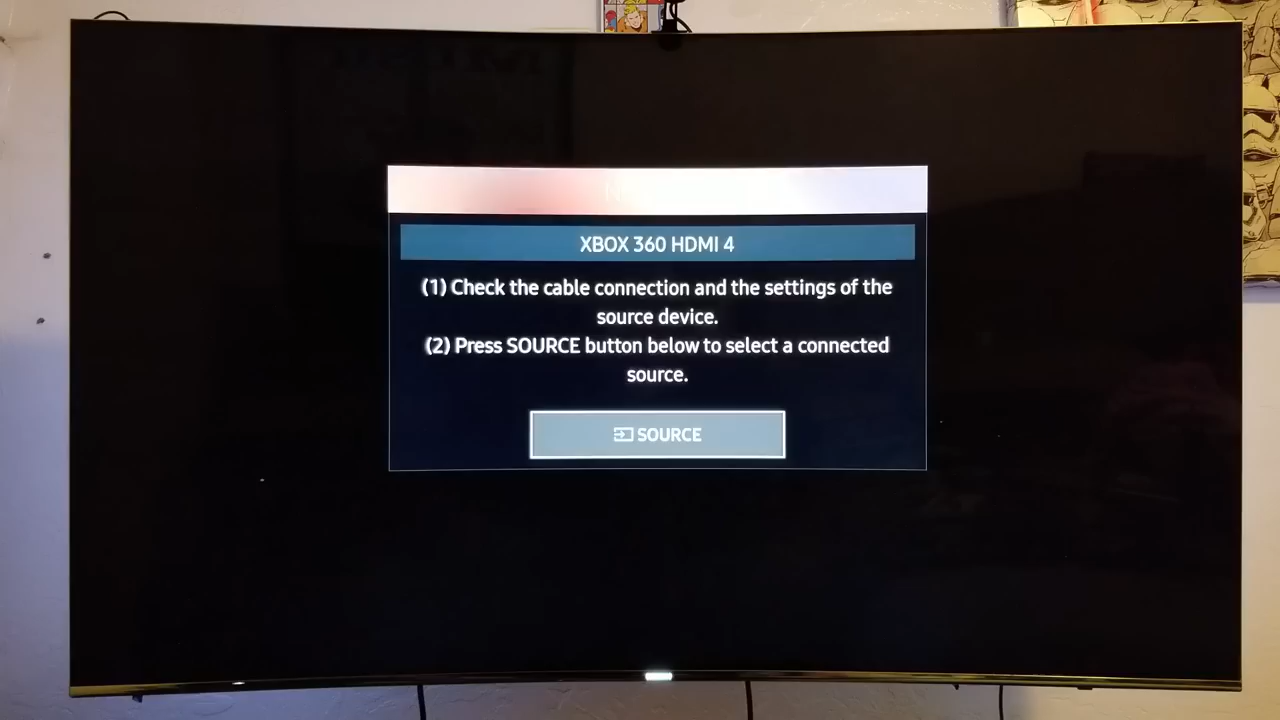 XBOX 360 HDMI 4
(1) Check the cable connection and the settings of the
source device.
(2) Press SOURCE button below to select a connected
source.
SOURCE